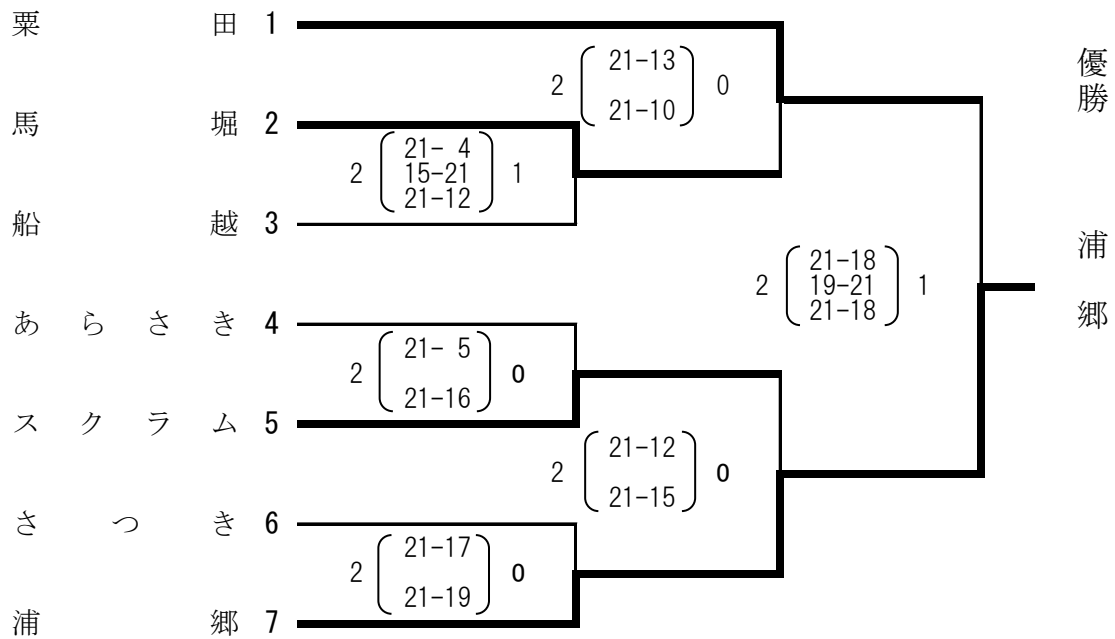 粟田 1
2 21-13 0
21-10
優勝
馬堀 2
2 21- 4 1
15-21
21-12
船越 3
浦郷
2 21-18 1
19-21
21-18
あらさき 4
2 21- 5 0
21-16
スクラム 5
2 21-12 0
21-15
さつき 6
2 21-17 0
21-19
浦郷 7